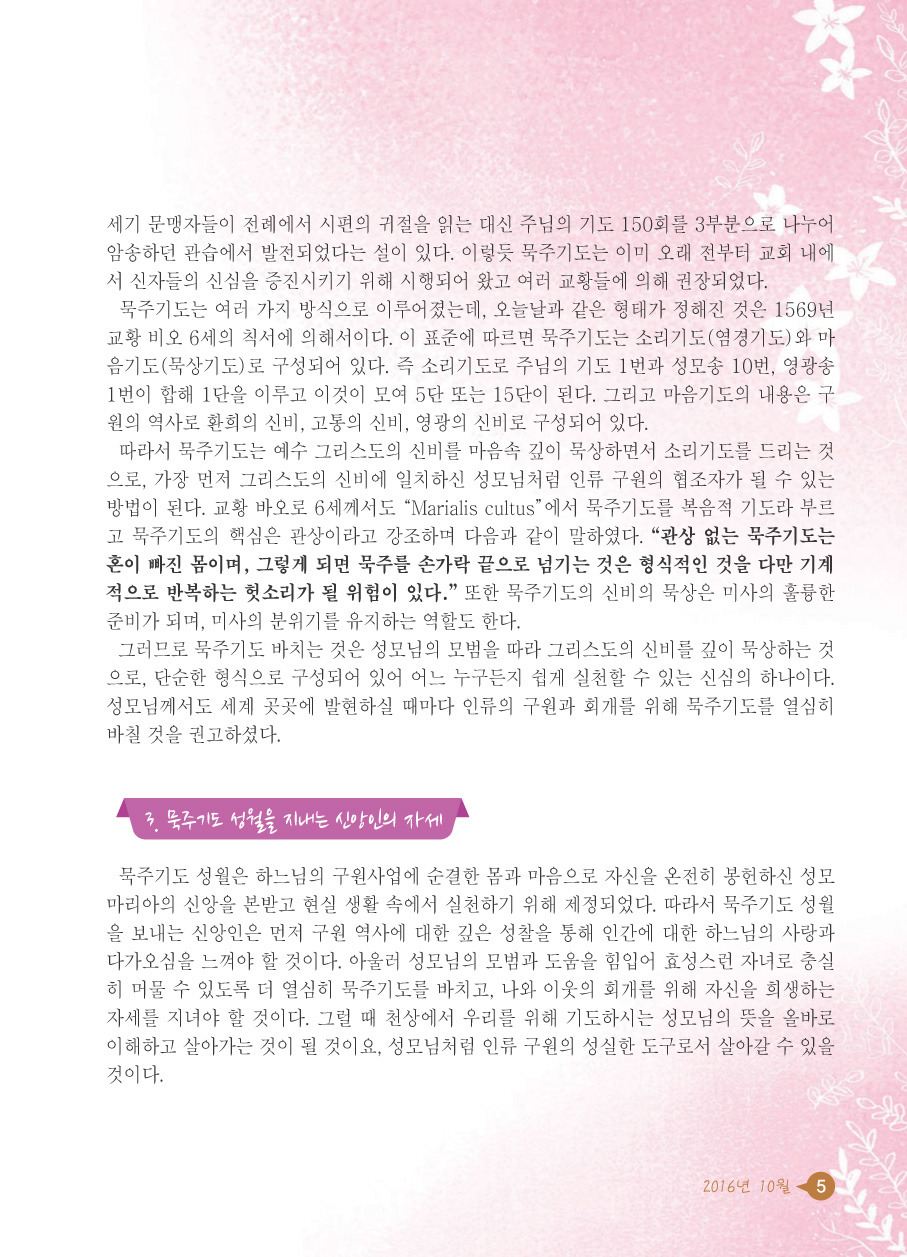 세기 문맹자들이 전례에서 시편의 귀절을 읽는 대신 주님의 기도 150회를 3부분으로 나누어
암송하던 관습에서 발전되었다는 설이 있다. 이렇듯 묵주기도는 이미 오래 전부터 교회 내에
서 신자들의 신심을 증진시키기 위해 시행되어 왔고 여러 교황들에 의해 권장되었다.
묵주기도는 여러 가지 방식으로 이루어졌는데, 오늘날과 같은 형태가 정해진 것은 1569년
교황 비오 6세의 칙서에 의해서이다. 이 표준에 따르면 묵주기도는 소리기도(염경기도)와 마
음기도(묵상기도)로 구성되어 있다. 즉 소리기도로 주님의 기도 1번과 성모송 10번, 영광송
1번이 합해 1단을 이루고 이것이 모여 5단 또는 15단이 된다. 그리고 마음기도의 내용은 구
원의 역사로 환희의 신비, 고통의 신비, 영광의 신비로 구성되어 있다.
따라서 묵주기도는 예수 그리스도의 신비를 마음속 깊이 묵상하면서 소리기도를 드리는 것
으로, 가장 먼저 그리스도의 신비에 일치하신 성모님처럼 인류 구원의 협조자가 될 수 있는
방법이 된다. 교황 바오로 6세께서도 “Marialis cultus”에서 묵주기도를 복음적 기도라 부르
고 묵주기도의 핵심은 관상이라고 강조하며 다음과 같이 말하였다. “관상 없는 묵주기도는
혼이 빠진 몸이며, 그렇게 되면 묵주를 손가락 끝으로 넘기는 것은 형식적인 것을 다만 기계
적으로 반복하는 헛소리가 될 위험이 있다.” 또한 묵주기도의 신비의 묵상은 미사의 훌륭한
준비가 되며, 미사의 분위기를 유지하는 역할도 한다.
그러므로 묵주기도 바치는 것은 성모님의 모범을 따라 그리스도의 신비를 깊이 묵상하는 것
으로, 단순한 형식으로 구성되어 있어 어느 누구든지 쉽게 실천할 수 있는 신심의 하나이다.
성모님께서도 세계 곳곳에 발현하실 때마다 인류의 구원과 회개를 위해 묵주기도를 열심히
바칠 것을 권고하셨다.
3. 묵주기도 성월을 지내는 신앙인의 자세
묵주기도 성월은 하느님의 구원사업에 순결한 몸과 마음으로 자신을 온전히 봉헌하신 성모
마리아의 신앙을 본받고 현실 생활 속에서 실천하기 위해 제정되었다. 따라서 묵주기도 성월
을 보내는 신앙인은 먼저 구원 역사에 대한 깊은 성찰을 통해 인간에 대한 하느님의 사랑과
다가오심을 느껴야 할 것이다. 아울러 성모님의 모범과 도움을 힘입어 효성스런 자녀로 충실
히 머물 수 있도록 더 열심히 묵주기도를 바치고, 나와 이웃의 회개를 위해 자신을 희생하는
자세를 지녀야 할 것이다. 그럴 때 천상에서 우리를 위해 기도하시는 성모님의 뜻을 올바로
이해하고 살아가는 것이 될 것이요, 성모님처럼 인류 구원의 성실한 도구로서 살아갈 수 있을
것이다.
2016년 10월 5